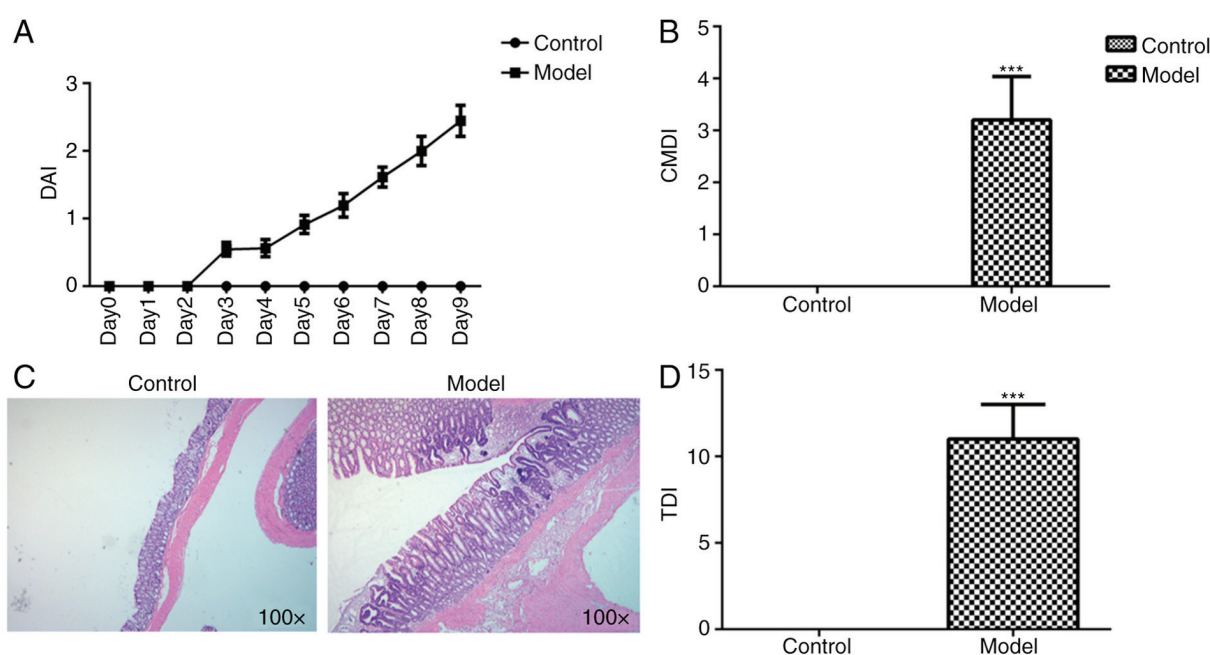 A
Control
Model
3
2
1
0
DAI
Day0
Day1
Day2
Day3
Day4
Day5
Day6
Day7
Day8
Day9
B
Control
Model
5
4
3
2
1
0
CMDI
***
Control
Model
C
Control
Model
100×
100×
D
15
10
5
0
TDI
***
Control
Model